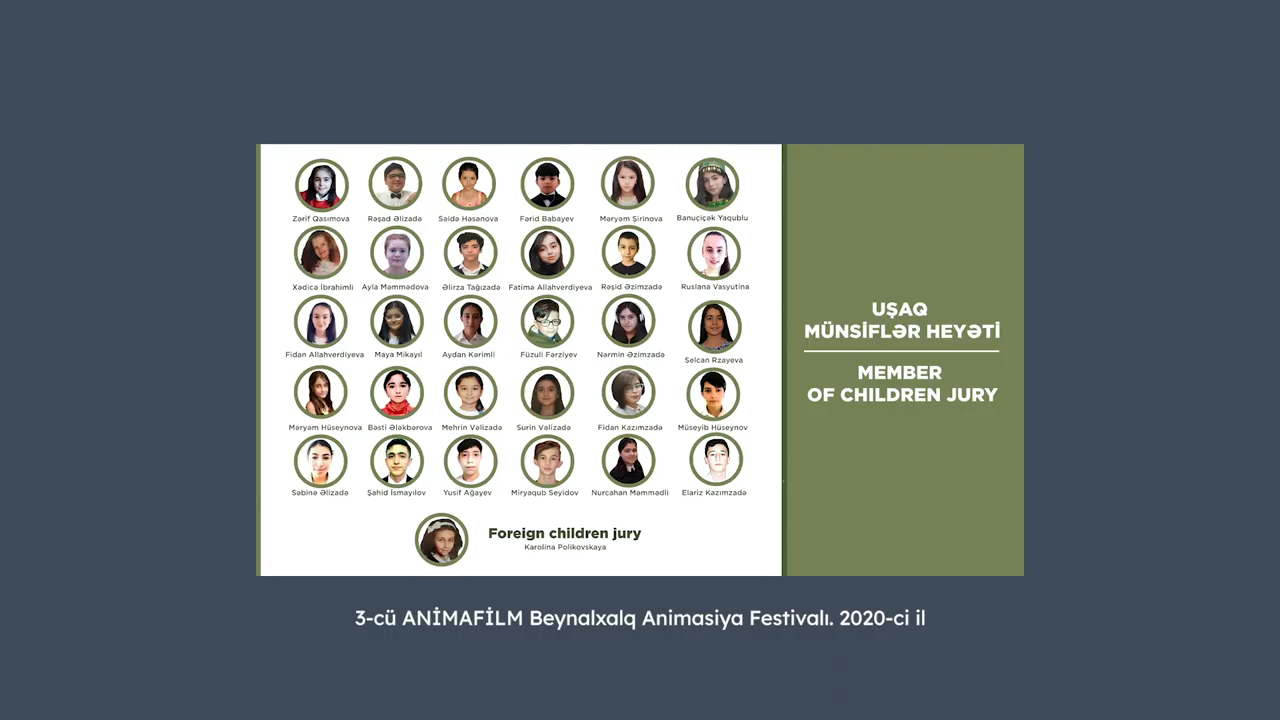 Zərif Qasımova
Rəşad Əlizadə
Səidə Həsənova
Fərid Babayev
Məryəm Şirinova
Banuçiçək Yaqublu
Xədicə İbrahimli
Ayla Məmmədova
Əlirza Tağızadə
Fatimə Allahverdiyeva
Rəşid Əzimzadə
Ruslana Vasyutina
Fidan Allahverdiyeva
Maya Mikayıl
Aydan Kərimli
Füzuli Fərziyev
Nərmin Əzimzadə
Selcan Rzayeva
Məryəm Hüseynova
Bəsti Ələkbərova
Mehrin Vəlizadə
Surin Vəlizadə
Fidan Kazımzadə
Müseyib Hüseynov
Səbinə Əlizadə
Şahid İsmayılov
Yusif Ağayev
Miryaqub Seyidov
Nurcahan Məmmədli
Elariz Kazımzadə
Foreign children jury
Karolina Polikovskaya
UŞAQ
MÜNSİFLƏR HEYƏTİ
MEMBER
OF CHILDREN JURY
3-cü ANİMAFİLM Beynalxalq Animasiya Festivalı. 2020-ci il